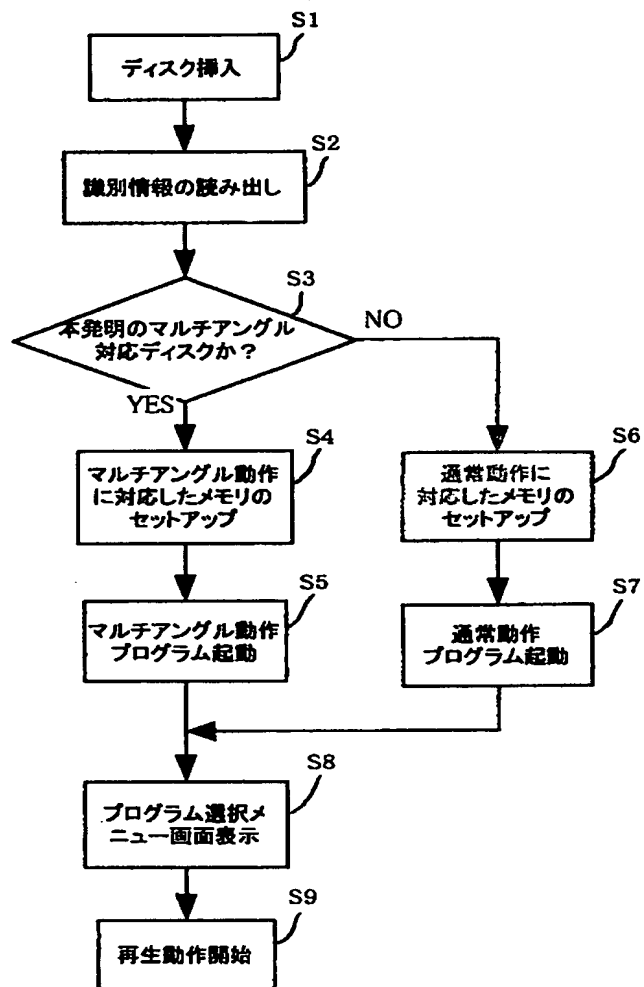 S1
ディスク挿入
S2
識別情報の読み出し
S3
本発明のマルチアングル
対応ディスクか？
NO
YES
S4
マルチアングル動作
に対応したメモリの
セットアップ
S6
通常動作に
対応したメモリの
セットアップ
S5
マルチアングル動作
プログラム起動
S7
通常動作
プログラム起動
S8
プログラム選択メ
ニュー画面表示
S9
再生動作開始